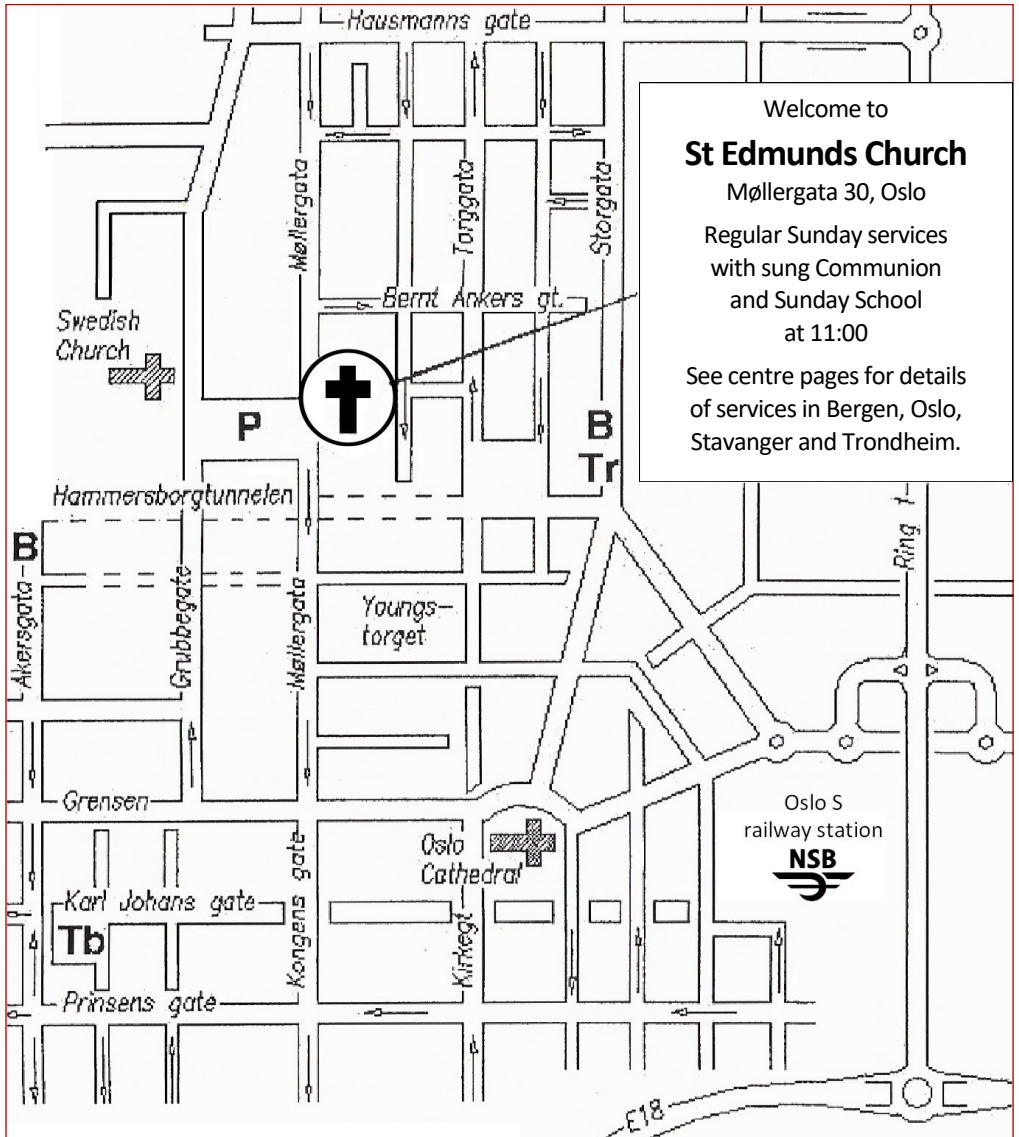 Hausmanns gate
Welcome to
St Edmunds Church
Møllergata 30, Oslo
Regular Sunday services
with sung Communion
and Sunday School
at 11:00
See centre pages for details
of services in Bergen, Oslo,
Stavanger and Trondheim.
Møllergata
Torggata
Storgata
Bernt Ankers gt.
Swedish
Church
P
B
Tr
Hammersborgtunnelen
B
Akersgata
Grubbegate
Møllergata
Youngs-
torget
Ring 1
Grensen
Oslo
Cathedral
Oslo S
railway station
NSB
Karl Johans gate
Tb
Kongens gate
Kirkegt
Prinsens gate
E18